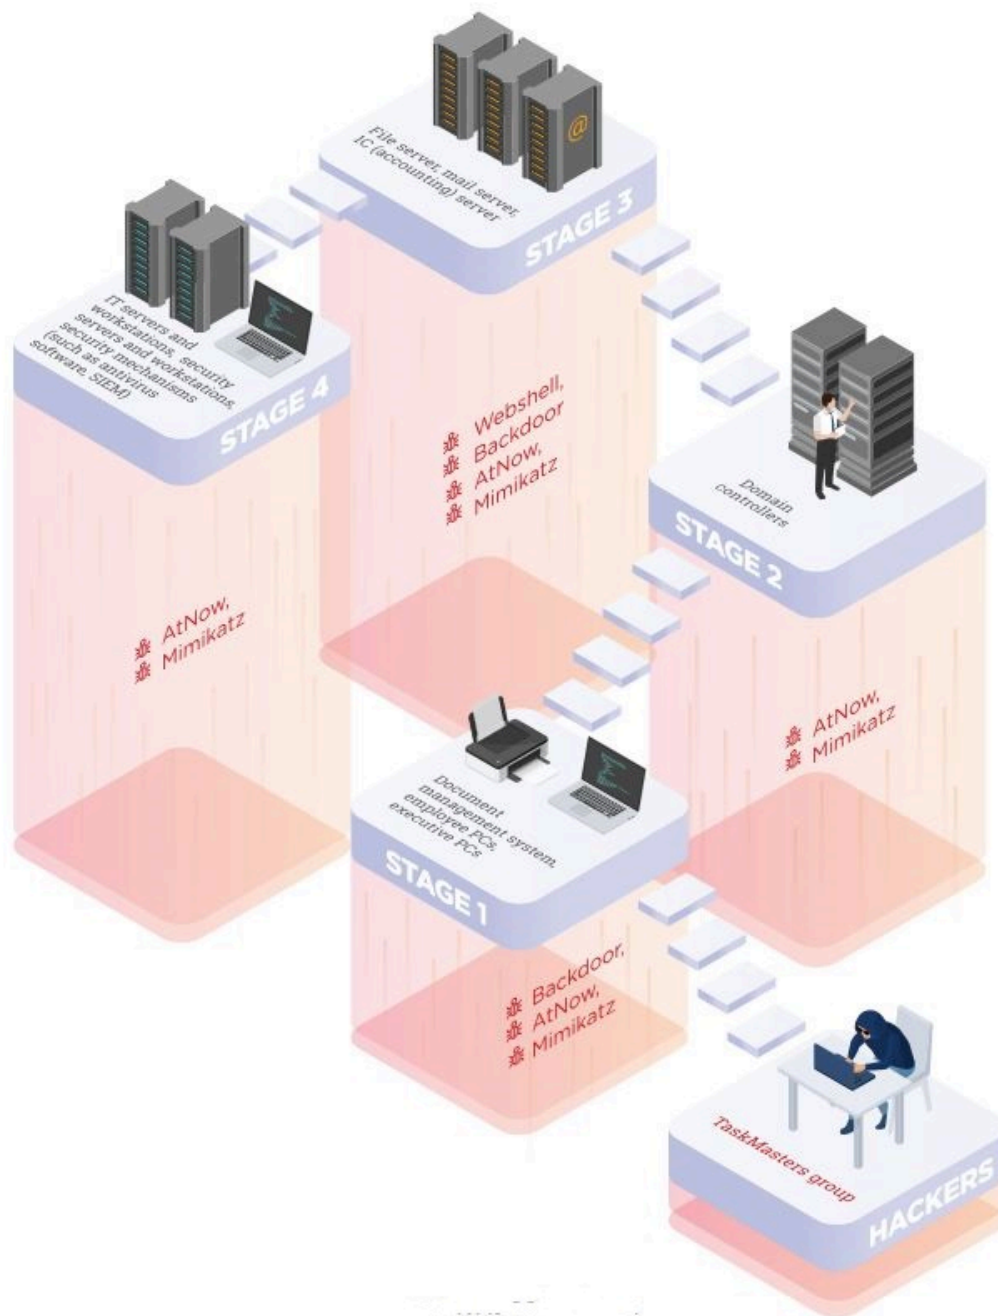 File server, mail server,
1C (accounting) server
STAGE 3
IT servers and
workstations, security
servers and workstations,
security mechanisms
(such as antivirus
software, SIEM)
STAGE 4
Webshell,
Backdoor
AtNow,
Mimikatz
Domain
controllers
STAGE 2
AtNow,
Mimikatz
AtNow,
Mimikatz
Document
management system,
employee PCs,
executive PCs
STAGE 1
Backdoor,
AtNow,
Mimikatz
TaskMasters group
HACKERS